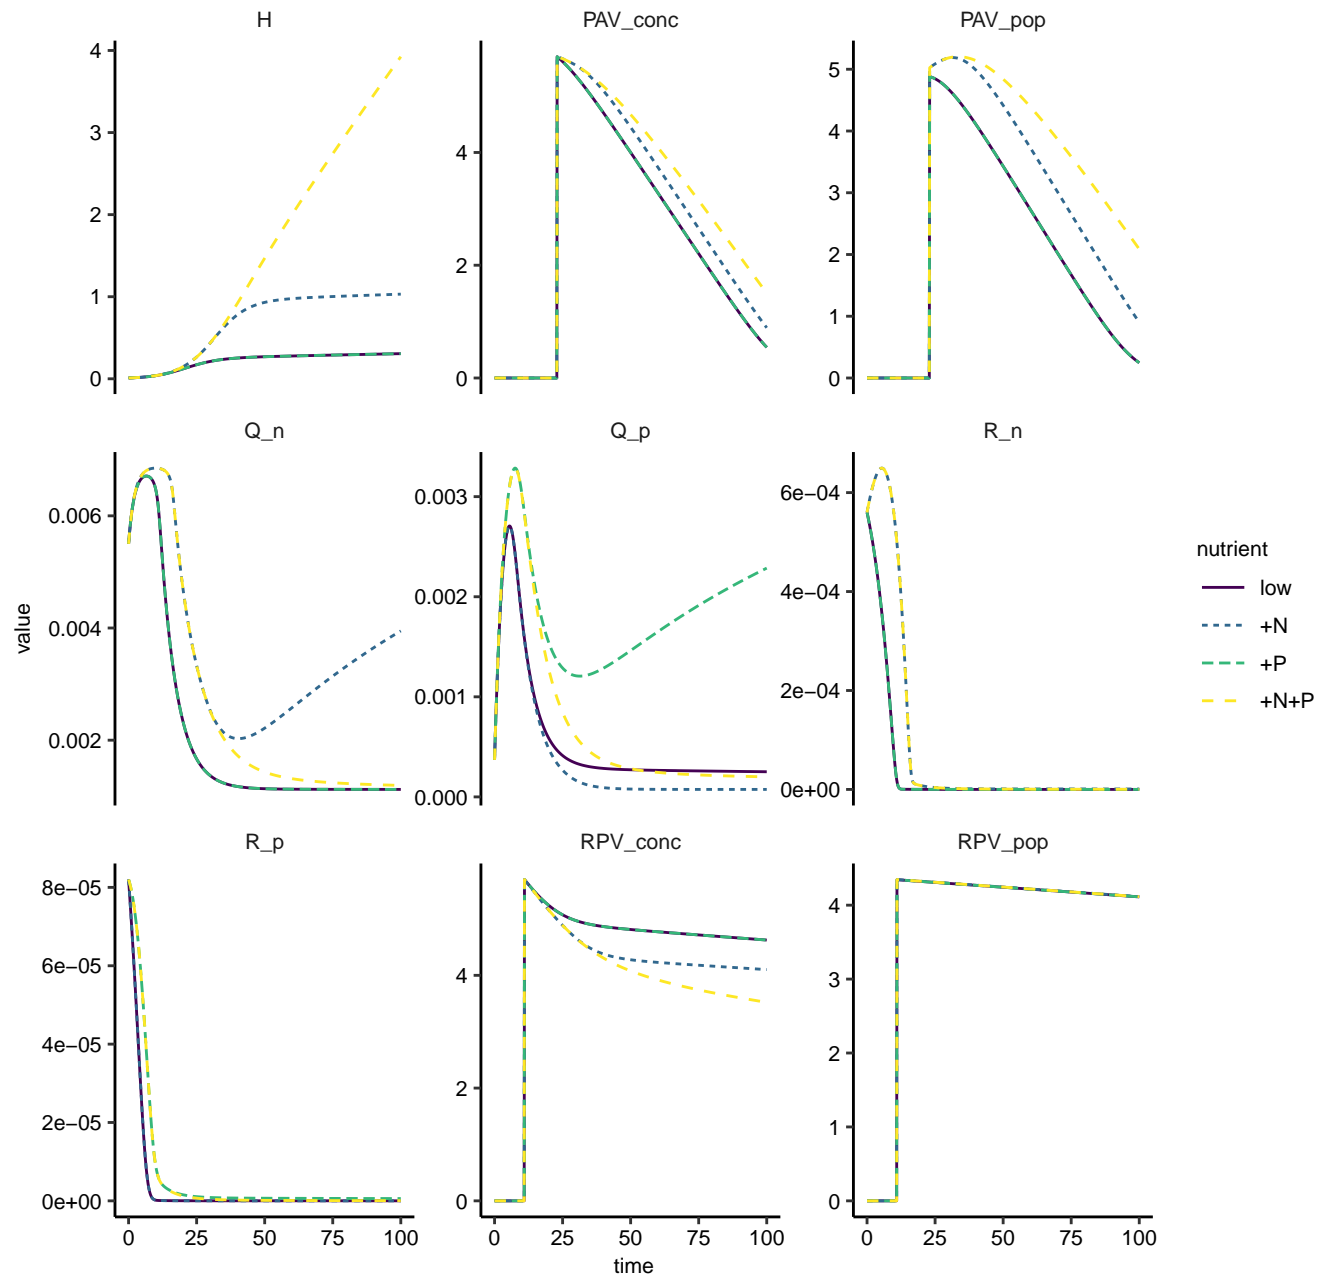 H
PAV_conc
PAV_pop
4
3
2
1
0
4
2
0
5
4
3
2
1
0
Q_n
Q_p
R_n
0.006
0.004
0.002
0.003
0.002
0.001
0.000
6e−04
4e−04
2e−04
0e+00
R_p
RPV_conc
RPV_pop
8e−05
6e−05
4e−05
2e−05
0e+00
4
2
0
4
3
2
1
0
0 25 50 75 100
0 25 50 75 100
0 25 50 75 100
time
value
nutrient
low
+N
+P
+N+P